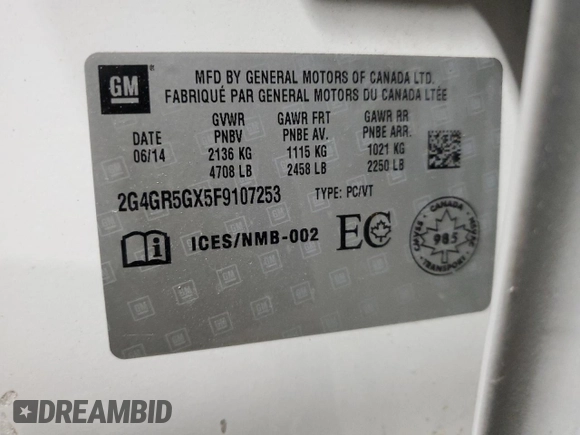 GM
MFD BY GENERAL MOTORS OF CANADA LTD.
FABRIQUÉ PAR GENERAL MOTORS DU CANADA LTÉE
GVWR GAWR FRT GAWR RR
DATE PNBV PNBE AV. PNBE ARR.
06/14 2136 KG 1115 KG 1021 KG
4708 LB 2458 LB 2250 LB
2G4GR5GX5F9107253 TYPE: PC/VT
i ICES/NMB-002 EC
CANADA
985
TRANSPORT
DREAMBID